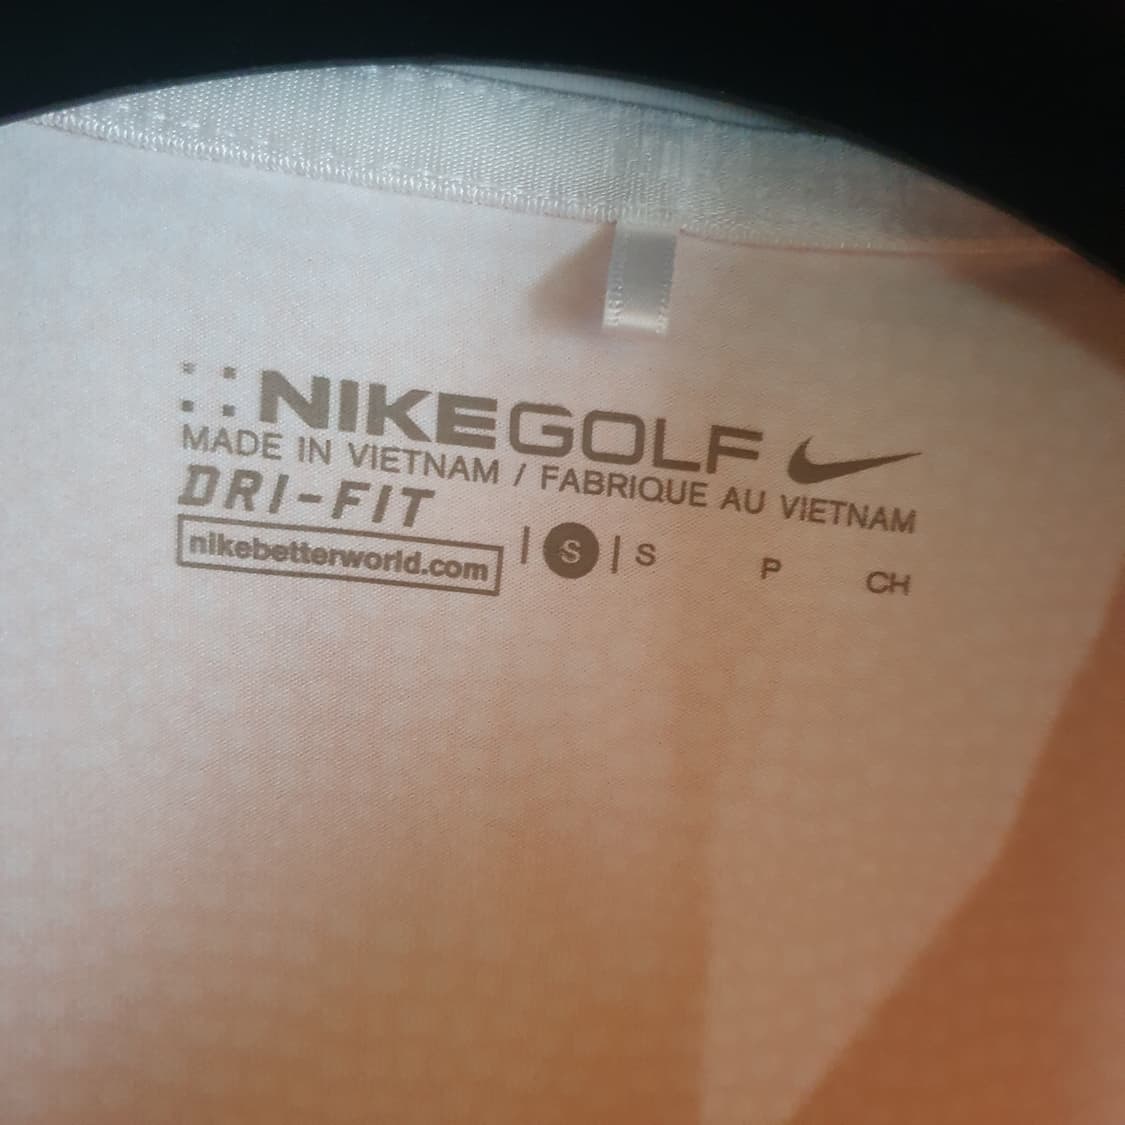 NIKEGOLF
MADE IN VIETNAM / FABRIQUE AU VIETNAM
DRI-FIT
nikebetterworld.com | S | S P CH